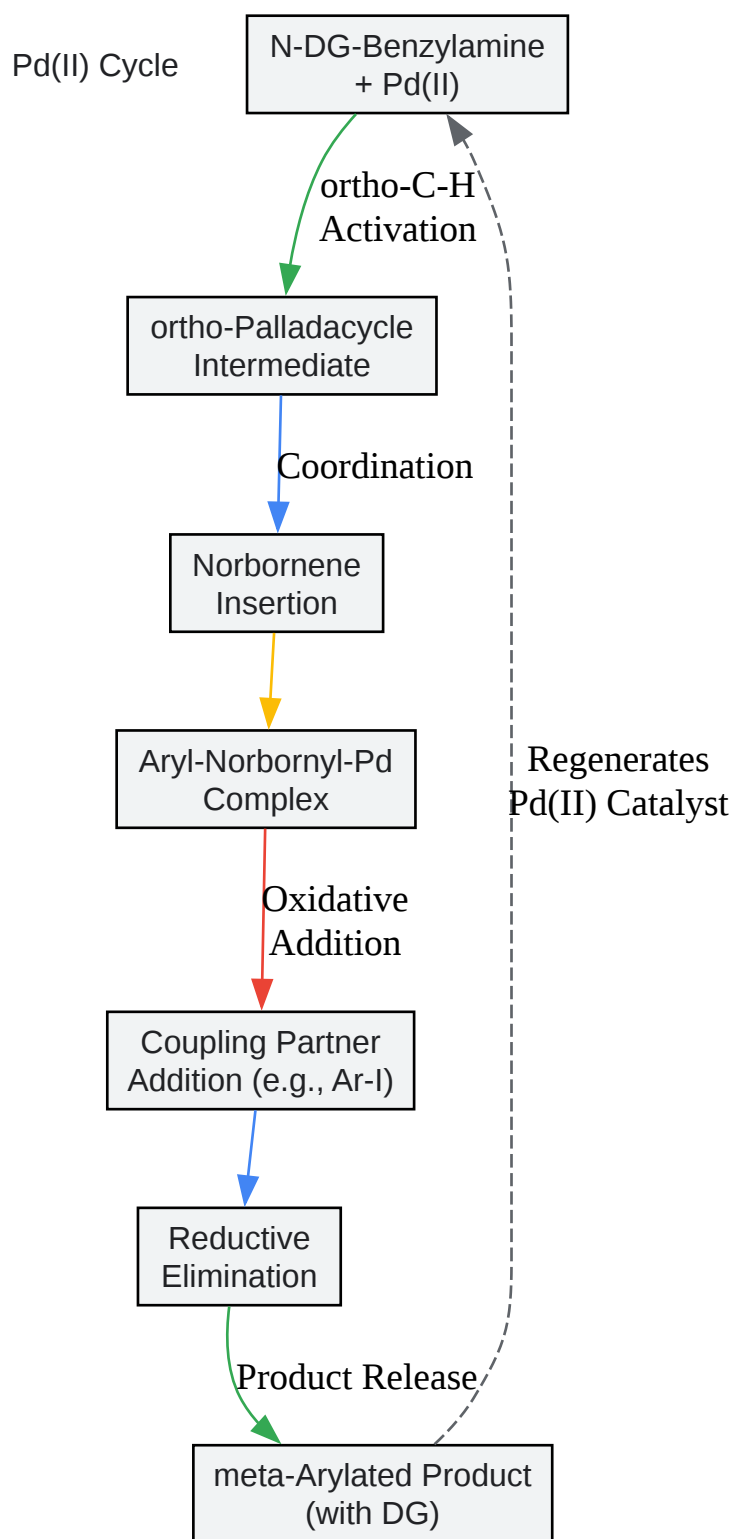 Pd(II) Cycle
N-DG-Benzylamine
+ Pd(II)
ortho-C-H
Activation
ortho-Palladacycle
Intermediate
Coordination
Norbornene
Insertion
Aryl-Norbornyl-Pd
Complex
Regenerates
Pd(II) Catalyst
Oxidative
Addition
Coupling Partner
Addition (e.g., Ar-I)
Reductive
Elimination
Product Release
meta-Arylated Product
(with DG)